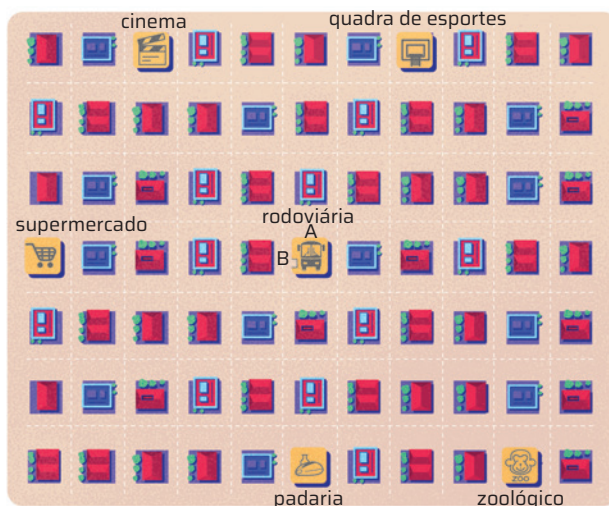 cinema
quadra de esportes
supermercado
rodoviária
A
B
padaria
ZOO
zoológico